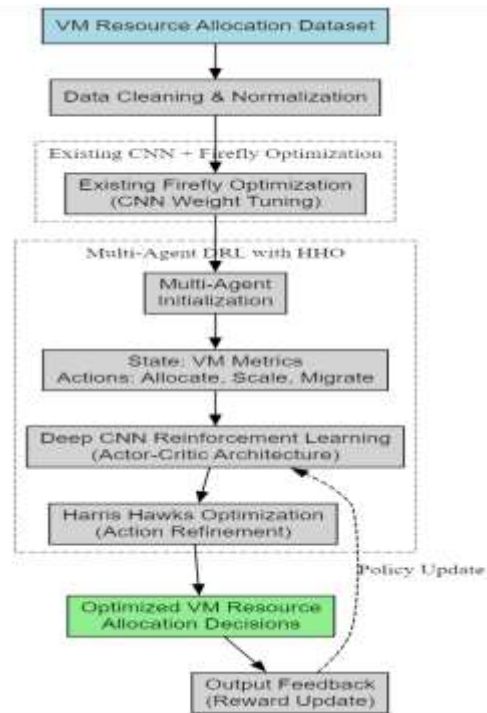 VM Resource Allocation Dataset
Data Cleaning & Normalization
Existing CNN + Firefly Optimization
Existing Firefly Optimization
(CNN Weight Tuning)
Multi-Agent DRL with HHO
Multi-Agent
Initialization
State: VM Metrics
Actions: Allocate, Scale, Migrate
Deep CNN Reinforcement Learning
(Actor-Critic Architecture)
Harris Hawks Optimization
(Action Refinement)
Policy Update
Optimized VM Resource
Allocation Decisions
Output Feedback
(Reward Update)